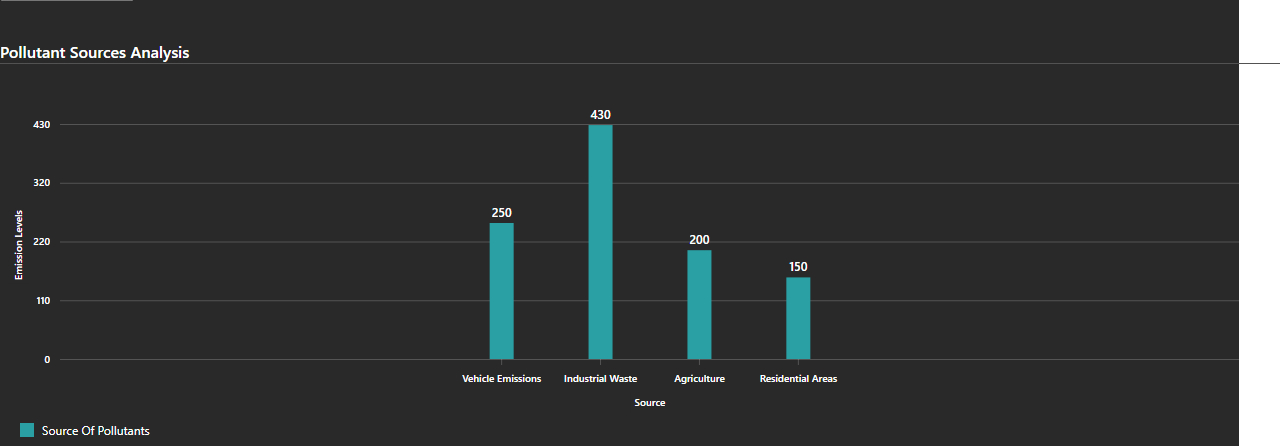 Pollutant Sources Analysis
430
430
320
250
220
200
150
110
0
Emission Levels
Vehicle Emissions Industrial Waste Agriculture Residential Areas
Source
Source Of Pollutants